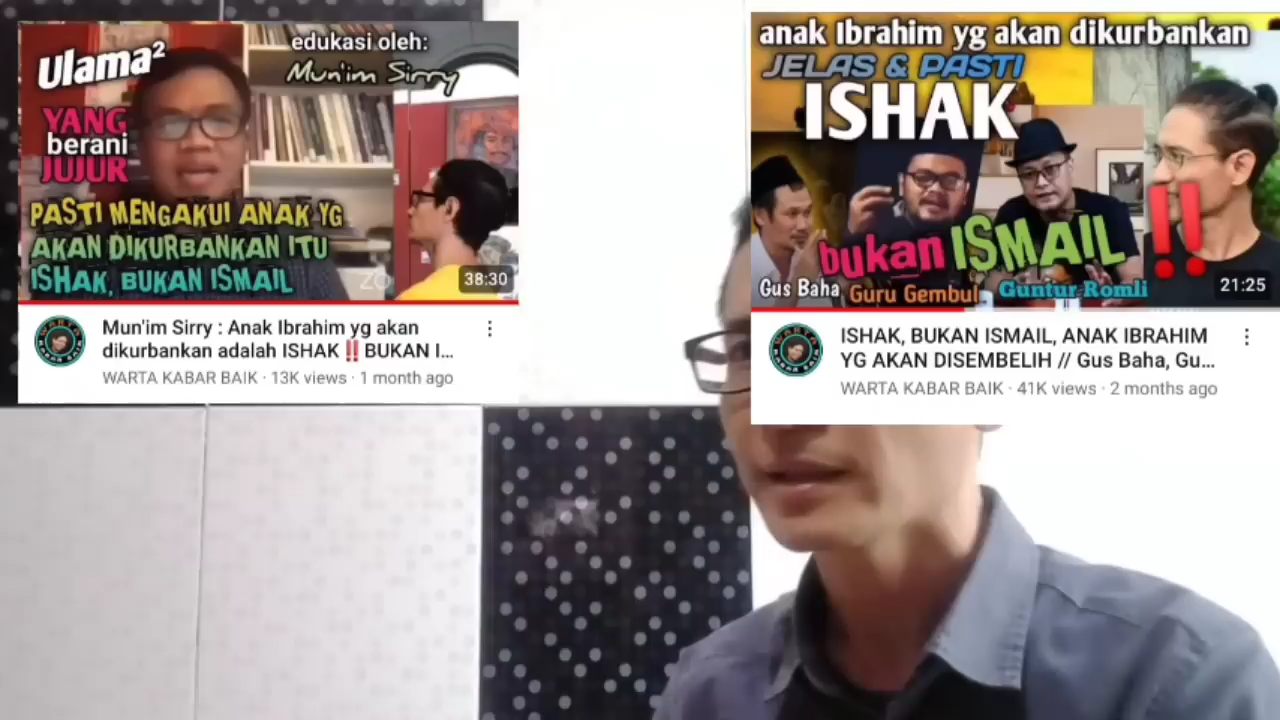 Ulama²
edukasi oleh:
Mun'im Sirry
YANG
berani
JUJUR
PASTI MENGAKUI ANAK YG
AKAN DIKURBANKAN ITU
ISHAK, BUKAN ISMAIL
38:30
Mun'im Sirry : Anak Ibrahim yg akan
dikurbankan adalah ISHAK‼️BUKAN I...
WARTA KABAR BAIK · 13K views · 1 month ago
anak Ibrahim yg akan dikurbankan
JELAS & PASTI
ISHAK
bukan ISMAIL‼️
Gus Baha
Guru Gembul
Guntur Romli
21:25
ISHAK, BUKAN ISMAIL, ANAK IBRAHIM
YG AKAN DISEMBELIH // Gus Baha, Gu...
WARTA KABAR BAIK · 41K views · 2 months ago